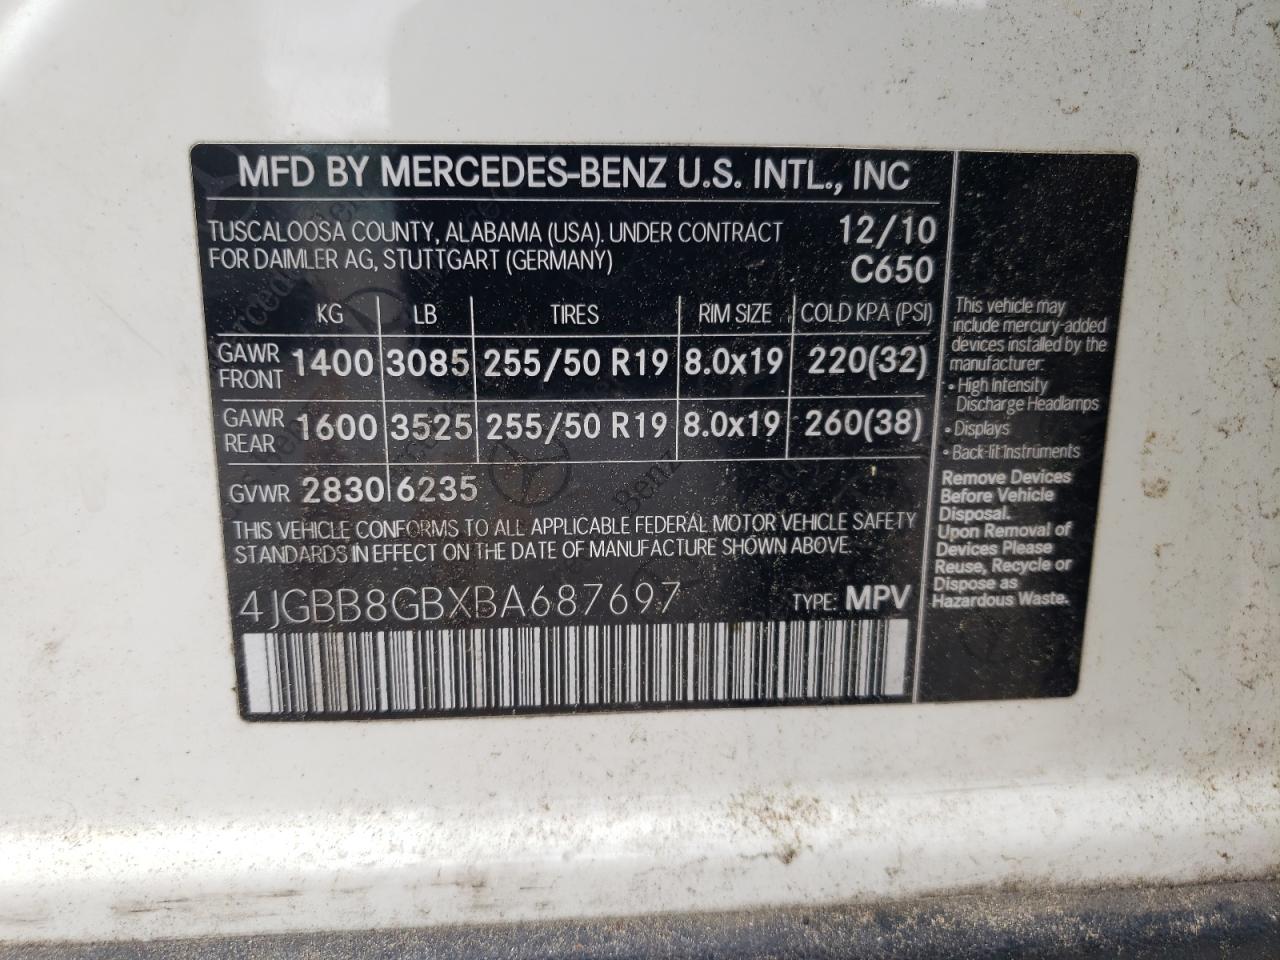 MFD BY MERCEDES-BENZ U.S. INTL., INC
TUSCALOOSA COUNTY, ALABAMA (USA). UNDER CONTRACT
FOR DAIMLER AG, STUTTGART (GERMANY)
12/10
C650
KG LB TIRES RIM SIZE COLD KPA (PSI)
GAWR
FRONT
1400 3085 255/50 R19 8.0x19 220(32)
GAWR
REAR
1600 3525 255/50 R19 8.0x19 260(38)
GVWR 2830 6235
THIS VEHICLE CONFORMS TO ALL APPLICABLE FEDERAL MOTOR VEHICLE SAFETY
STANDARDS IN EFFECT ON THE DATE OF MANUFACTURE SHOWN ABOVE.
4JGBB8GBXBA687697 TYPE: MPV
This vehicle may
include mercury-added
devices installed by the
manufacturer:
• High Intensity
Discharge Headlamps
• Displays
• Back-lit Instruments
Remove Devices
Before Vehicle
Disposal.
Upon Removal of
Devices Please
Reuse, Recycle or
Dispose as
Hazardous Waste.